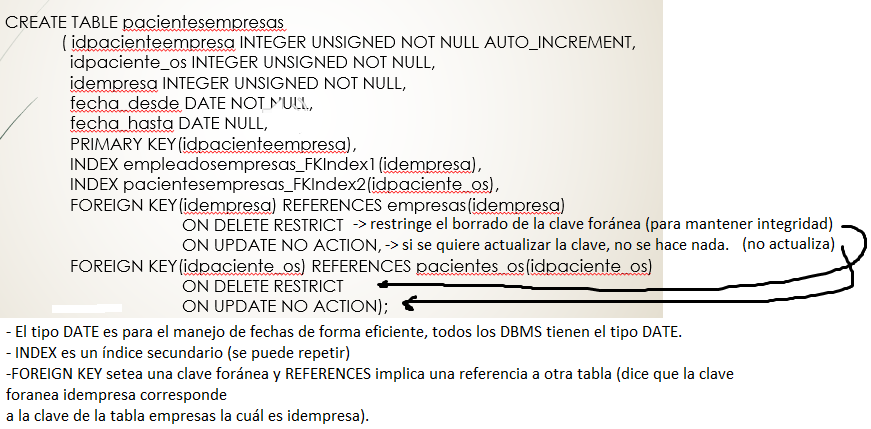 CREATE TABLE pacientesempresas
( idpacienteempresa INTEGER UNSIGNED NOT NULL AUTO_INCREMENT,
idpaciente_os INTEGER UNSIGNED NOT NULL,
idempresa INTEGER UNSIGNED NOT NULL,
fecha_desde DATE NOT NULL,
fecha_hasta DATE NULL,
PRIMARY KEY(idpacienteempresa),
INDEX empleadosempresas_FKIndex1(idempresa),
INDEX pacientesempresas_FKIndex2(idpaciente_os),
FOREIGN KEY(idempresa) REFERENCES empresas(idempresa)
ON DELETE RESTRICT -> restringe el borrado de la clave foránea (para mantener integridad)
ON UPDATE NO ACTION, -> si se quiere actualizar la clave, no se hace nada. (no actualiza)
FOREIGN KEY(idpaciente_os) REFERENCES pacientes_os(idpaciente_os)
ON DELETE RESTRICT
ON UPDATE NO ACTION);
- El tipo DATE es para el manejo de fechas de forma eficiente, todos los DBMS tienen el tipo DATE.
- INDEX es un índice secundario (se puede repetir)
-FOREIGN KEY setea una clave foránea y REFERENCES implica una referencia a otra tabla (dice que la clave
foranea idempresa corresponde
a la clave de la tabla empresas la cuál es idempresa).